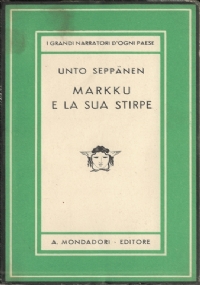 I GRANDI NARRATORI D'OGNI PAESE
UNTO SEPPÄNEN
MARKKU
E LA SUA STIRPE
A. MONDADORI - EDITORE